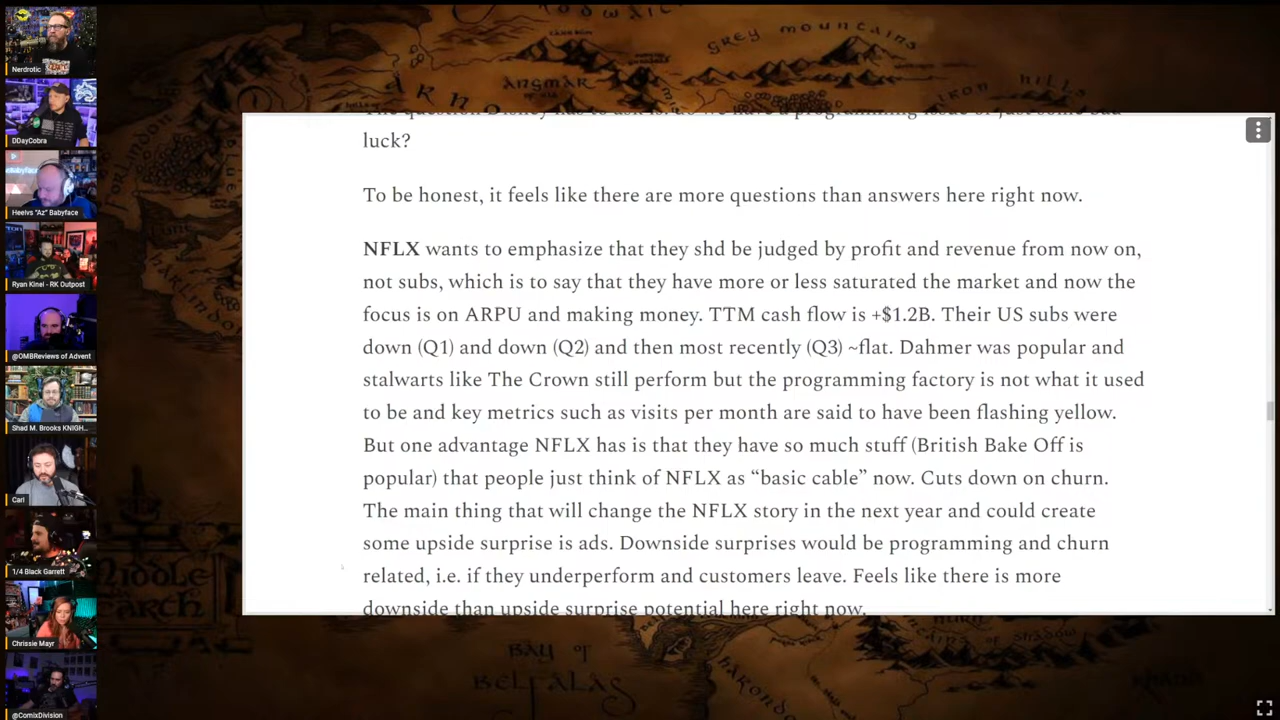 Nerdrotic
DDayCobra
Heelvs "Az" Babyface
Ryan Kinel - RK Outpost
@OMBReviews of Advent
Shad M. Brooks KNIGH...
Carl
1/4 Black Garrett
Chrissie Mayr
@ComixDivision
GREY MOUNTAINS
ANGMAR
luck?
To be honest, it feels like there are more questions than answers here right now.
NFLX wants to emphasize that they shd be judged by profit and revenue from now on,
not subs, which is to say that they have more or less saturated the market and now the
focus is on ARPU and making money. TTM cash flow is +$1.2B. Their US subs were
down (Q1) and down (Q2) and then most recently (Q3) ~flat. Dahmer was popular and
stalwarts like The Crown still perform but the programming factory is not what it used
to be and key metrics such as visits per month are said to have been flashing yellow.
But one advantage NFLX has is that they have so much stuff (British Bake Off is
popular) that people just think of NFLX as “basic cable” now. Cuts down on churn.
The main thing that will change the NFLX story in the next year and could create
some upside surprise is ads. Downside surprises would be programming and churn
related, i.e. if they underperform and customers leave. Feels like there is more
downside than upside surprise potential here right now.
MIDDLE
EARTH
BAY OF
BELFALAS